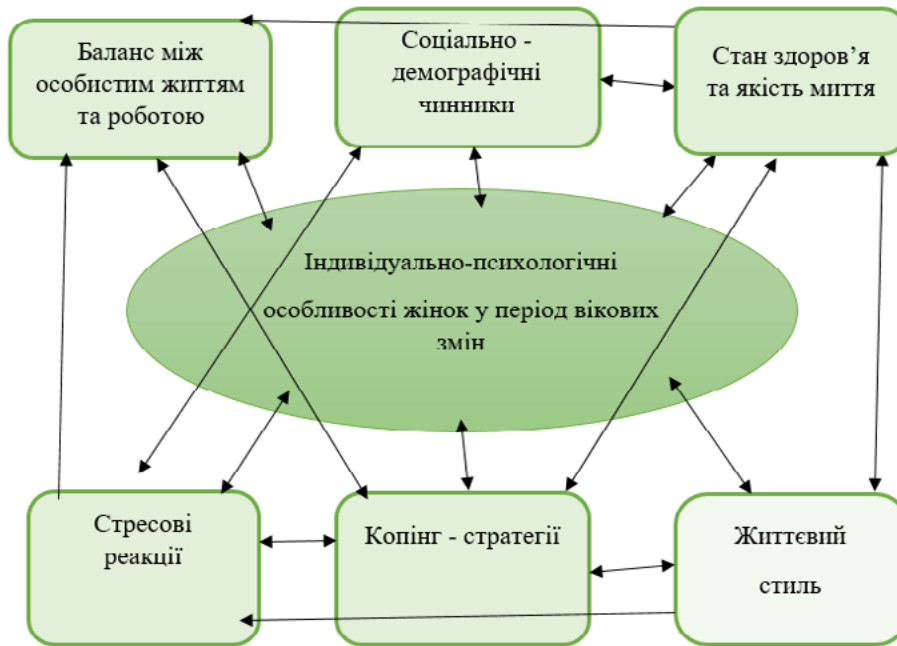 Баланс між
особистим життям
та роботою
Соціально -
демографічні
чинники
Стан здоров’я
та якість миття
Індивідуально-психологічні
особливості жінок у період вікових
змін
Стресові
реакції
Копінг - стратегії
Життєвий
стиль